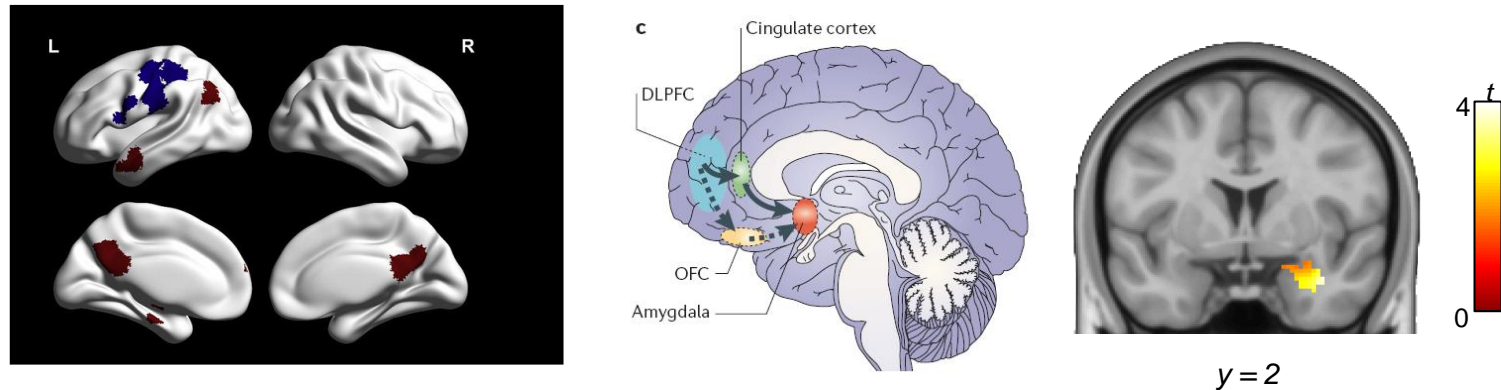 L
R
c
Cingulate cortex
DLPFC
OFC
Amygdala
4
t
0
y = 2